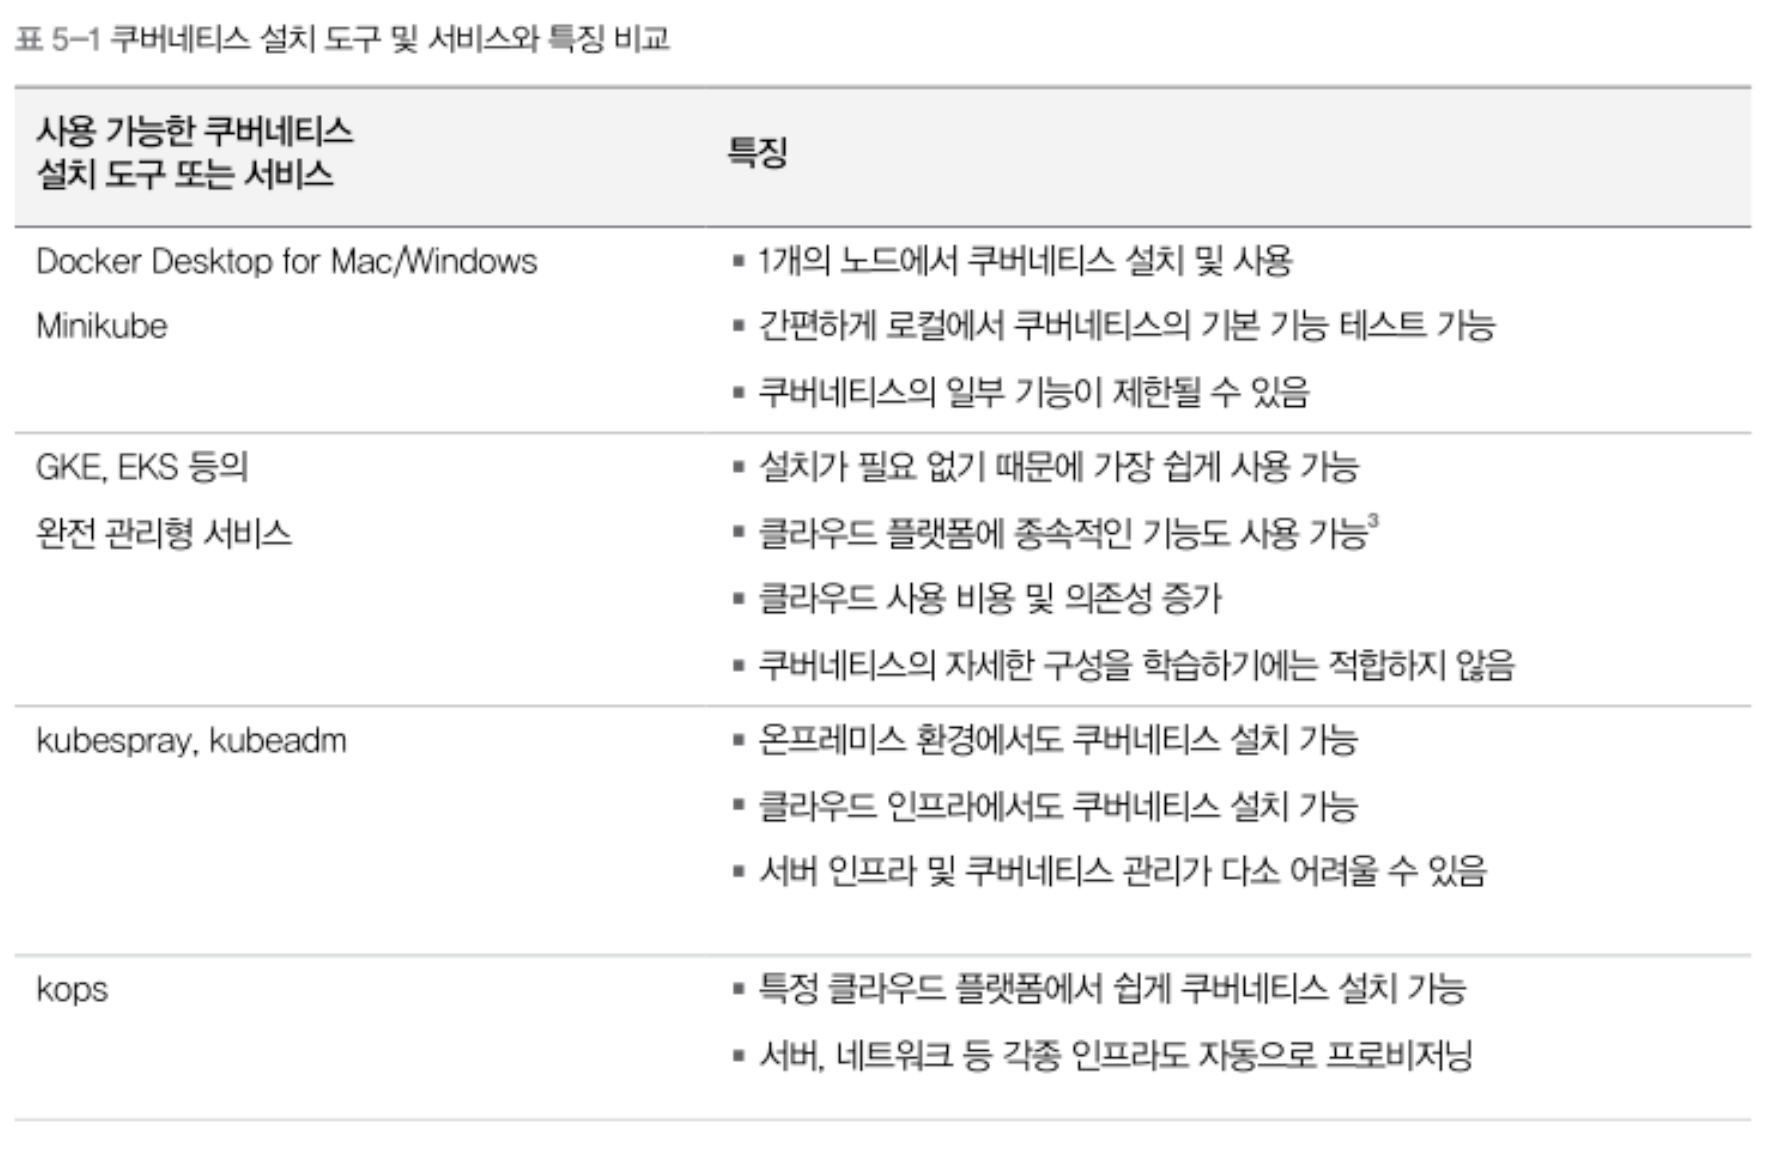 표 5-1 쿠버네티스 설치 도구 및 서비스와 특징 비교
사용 가능한 쿠버네티스
설치 도구 또는 서비스
특징
Docker Desktop for Mac/Windows
Minikube
▪ 1개의 노드에서 쿠버네티스 설치 및 사용
▪ 간편하게 로컬에서 쿠버네티스의 기본 기능 테스트 가능
▪ 쿠버네티스의 일부 기능이 제한될 수 있음
GKE, EKS 등의
완전 관리형 서비스
▪ 설치가 필요 없기 때문에 가장 쉽게 사용 가능
▪ 클라우드 플랫폼에 종속적인 기능도 사용 가능³
▪ 클라우드 사용 비용 및 의존성 증가
▪ 쿠버네티스의 자세한 구성을 학습하기에는 적합하지 않음
kubespray, kubeadm
▪ 온프레미스 환경에서도 쿠버네티스 설치 가능
▪ 클라우드 인프라에서도 쿠버네티스 설치 가능
▪ 서버 인프라 및 쿠버네티스 관리가 다소 어려울 수 있음
kops
▪ 특정 클라우드 플랫폼에서 쉽게 쿠버네티스 설치 가능
▪ 서버, 네트워크 등 각종 인프라도 자동으로 프로비저닝